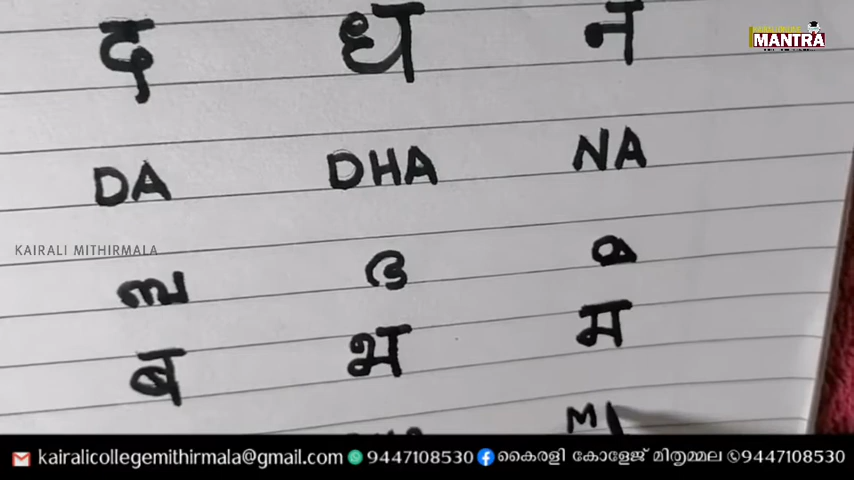 द ध न
MANTRA
DA DHA NA
KAIRALI MITHIRMALA
ബ ഭ മ
ब भ म
M
kairalicollegemithirmala@gmail.com 9447108530 കൈരളി കോളേജ് മിതൃമ്മല 9447108530